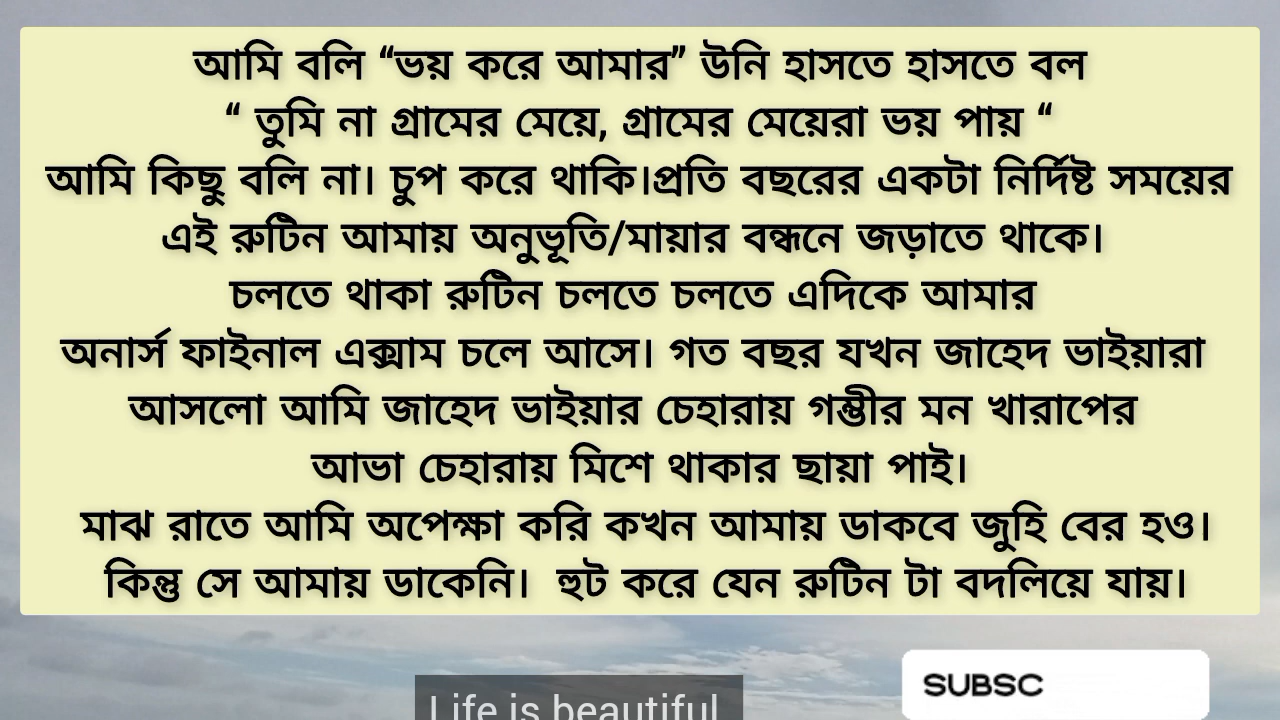 আমি বলি “ভয় করে আমার” উনি হাসতে হাসতে বল
“ তুমি না গ্রামের মেয়ে, গ্রামের মেয়েরা ভয় পায় “
আমি কিছু বলি না। চুপ করে থাকি।প্রতি বছরের একটা নির্দিষ্ট সময়ের
এই রুটিন আমায় অনুভূতি/মায়ার বন্ধনে জড়াতে থাকে।
চলতে থাকা রুটিন চলতে চলতে এদিকে আমার
অনার্স ফাইনাল এক্সাম চলে আসে। গত বছর যখন জাহেদ ভাইয়ারা
আসলো আমি জাহেদ ভাইয়ার চেহারায় গম্ভীর মন খারাপের
আভা চেহারায় মিশে থাকার ছায়া পাই।
মাঝ রাতে আমি অপেক্ষা করি কখন আমায় ডাকবে জুহি বের হও।
কিন্তু সে আমায় ডাকেনি।  হুট করে যেন রুটিন টা বদলিয়ে যায়।
SUBSC
Life is beautiful